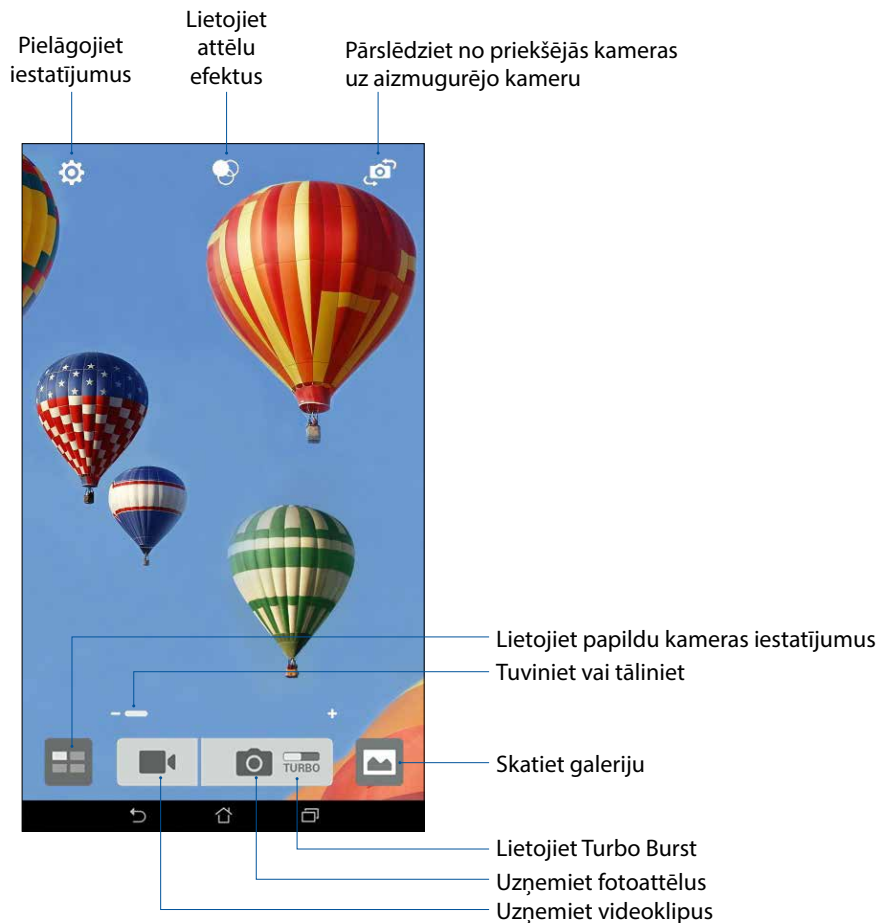 Lietojiet
attēlu
efektus
Pielāgojiet
iestatījumus
Pārslēdziet no priekšējās kameras
uz aizmugurējo kameru
Lietojiet papildu kameras iestatījumus
Tuviniet vai tāliniet
TURBO
Skatiet galeriju
Lietojiet Turbo Burst
Uzņemiet fotoattēlus
Uzņemiet videoklipus